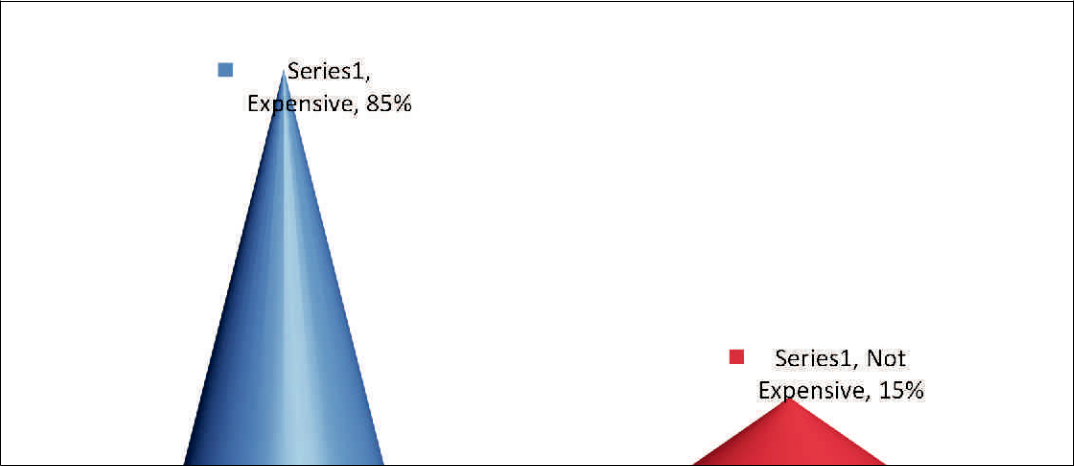 Series1,
Expensive, 85%
Series1, Not
Expensive, 15%